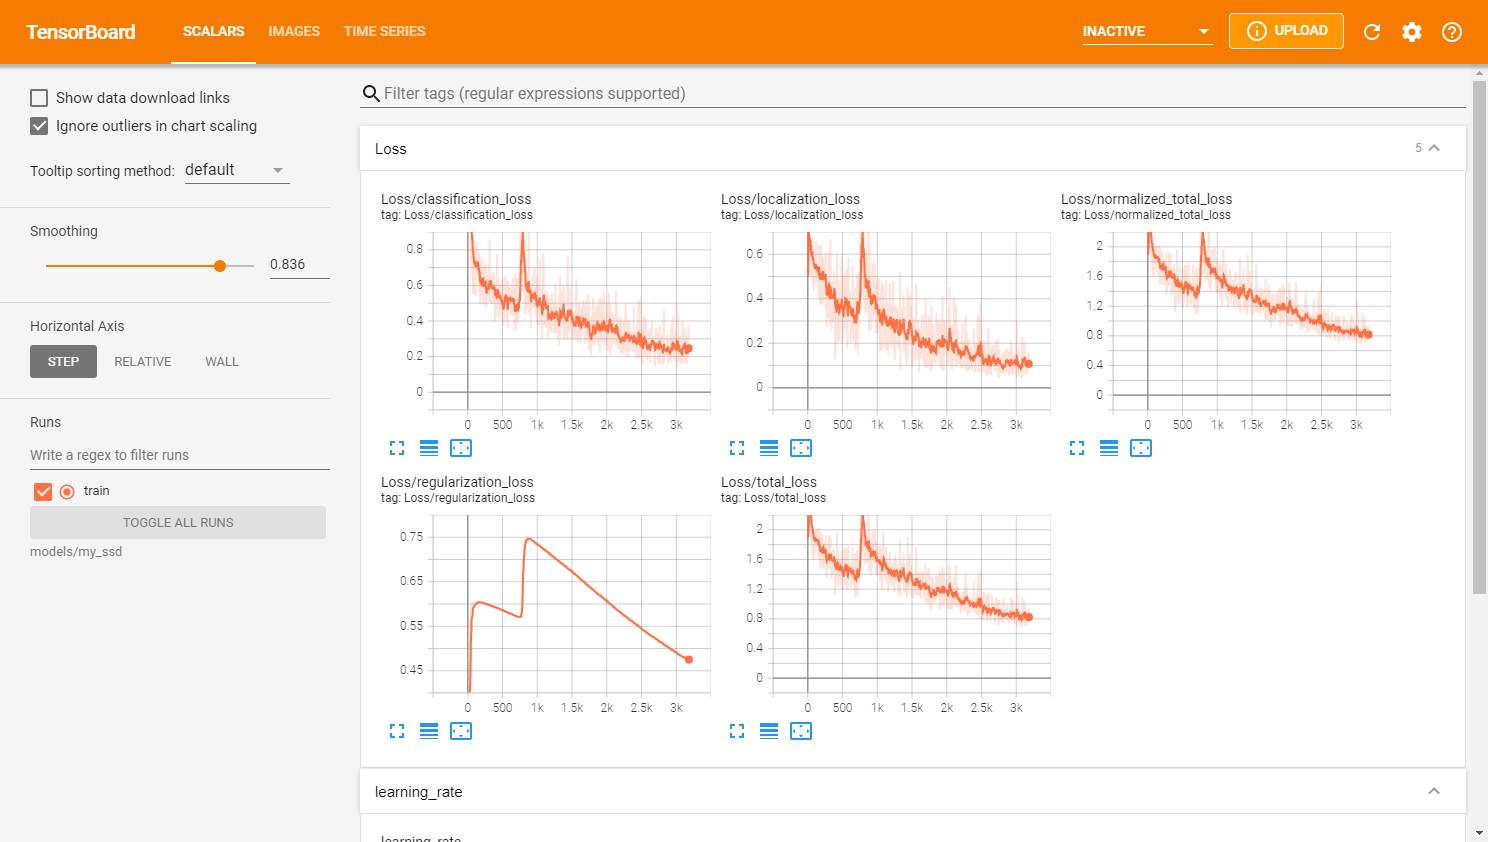 TensorBoard
SCALARS IMAGES TIME SERIES
INACTIVE
UPLOAD
Show data download links
Ignore outliers in chart scaling
Tooltip sorting method: default
Smoothing
0.836
Horizontal Axis
STEP RELATIVE WALL
Runs
Write a regex to filter runs
train
TOGGLE ALL RUNS
models/my_ssd
Filter tags (regular expressions supported)
Loss 5
Loss/classification_loss
tag: Loss/classification_loss
0.8
0.6
0.4
0.2
0
0 500 1k 1.5k 2k 2.5k 3k
Loss/localization_loss
tag: Loss/localization_loss
0.6
0.4
0.2
0
0 500 1k 1.5k 2k 2.5k 3k
Loss/normalized_total_loss
tag: Loss/normalized_total_loss
2
1.6
1.2
0.8
0.4
0
0 500 1k 1.5k 2k 2.5k 3k
Loss/regularization_loss
tag: Loss/regularization_loss
0.75
0.65
0.55
0.45
0 500 1k 1.5k 2k 2.5k 3k
Loss/total_loss
tag: Loss/total_loss
2
1.6
1.2
0.8
0.4
0
0 500 1k 1.5k 2k 2.5k 3k
learning_rate
learning_rate